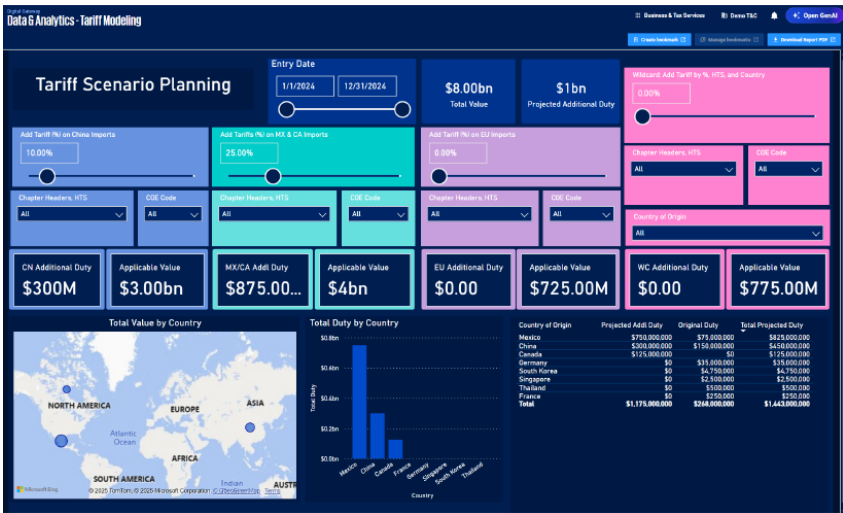 Digital Gateway
Data & Analytics - Tariff Modeling
Business & Tax Services
Demo T&C
Open GenAI
Create bookmark
Manage bookmarks
Download Report PDF
Tariff Scenario Planning
Entry Date
1/1/2024
12/31/2024
$8.00bn
Total Value
$1bn
Projected Additional Duty
Wildcard: Add Tariff by %, HTS, and Country
0.00%
Add Tariff (%) on China Imports
10.00%
Add Tariffs (%) on MX & CA Imports
25.00%
Add Tariff (%) on EU Imports
0.00%
Chapter Headers, HTS
All
COE Code
All
Chapter Headers, HTS
All
COE Code
All
Chapter Headers, HTS
All
COE Code
All
Chapter Headers, HTS
All
COE Code
All
Country of Origin
All
CN Additional Duty
$300M
Applicable Value
$3.00bn
MX/CA Addl Duty
$875.00...
Applicable Value
$4bn
EU Additional Duty
$0.00
Applicable Value
$725.00M
WC Additional Duty
$0.00
Applicable Value
$775.00M
Total Value by Country
NORTH AMERICA
EUROPE
ASIA
Atlantic
Ocean
AFRICA
SOUTH AMERICA
Indian
AUSTR
Microsoft Bing
© 2025 TomTom, © 2025 Microsoft Corporation, © OpenStreetMap Terms
Total Duty by Country
$0.8bn
$0.6bn
$0.4bn
$0.2bn
$0.0bn
Total Duty
Mexico
China
Canada
France
Germany
Singapore
South Korea
Thailand
Country
Country of Origin Projected Addl Duty Original Duty Total Projected Duty
Mexico $750,000,000 $75,000,000 $825,000,000
China $300,000,000 $150,000,000 $450,000,000
Canada $125,000,000 $0 $125,000,000
Germany $0 $35,000,000 $35,000,000
South Korea $0 $4,750,000 $4,750,000
Singapore $0 $2,500,000 $2,500,000
Thailand $0 $500,000 $500,000
France $0 $250,000 $250,000
Total $1,175,000,000 $268,000,000 $1,443,000,000